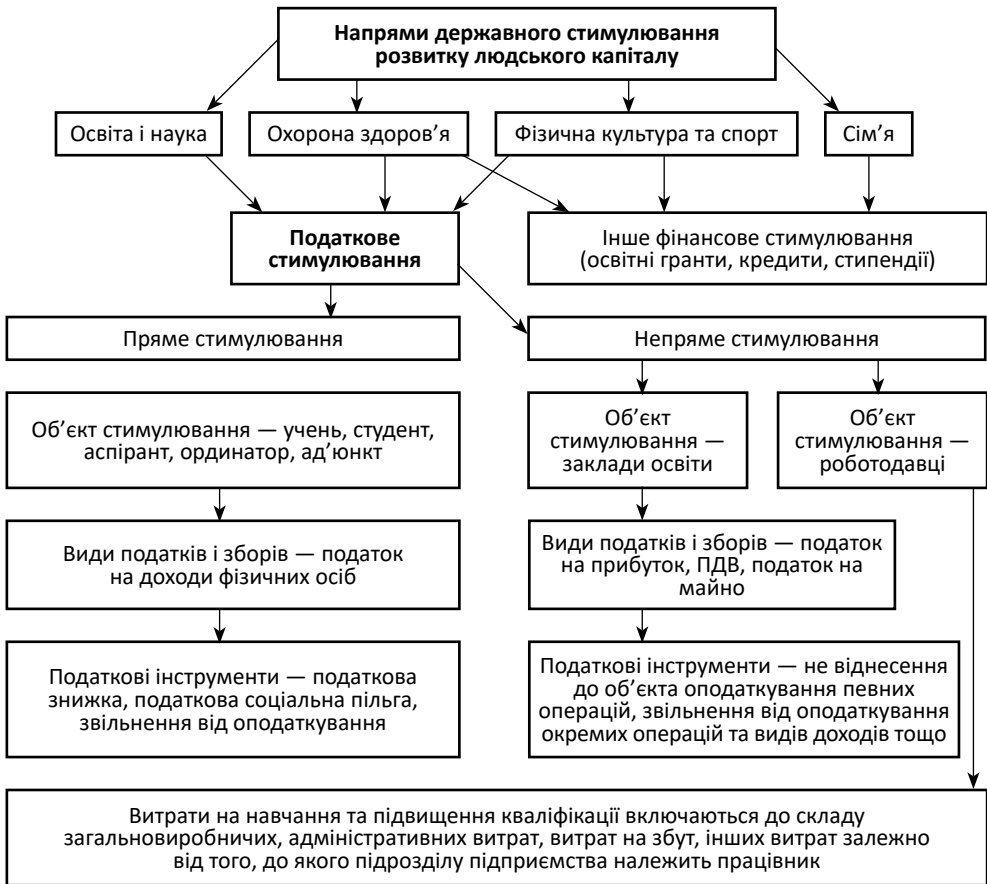 Напрями державного стимулювання
розвитку людського капіталу
Освіта і наука
Охорона здоров’я
Фізична культура та спорт
Сім’я
Податкове
стимулювання
Інше фінансове стимулювання
(освітні гранти, кредити, стипендії)
Пряме стимулювання
Непряме стимулювання
Об’єкт стимулювання — учень, студент,
аспірант, ординатор, ад’юнкт
Об’єкт
стимулювання —
заклади освіти
Об’єкт
стимулювання —
роботодавці
Види податків і зборів — податок
на доходи фізичних осіб
Види податків і зборів — податок
на прибуток, ПДВ, податок на
майно
Податкові інструменти — податкова
знижка, податкова соціальна пільга,
звільнення від оподаткування
Податкові інструменти — не віднесення
до об’єкта оподаткування певних
операцій, звільнення від оподаткування
окремих операцій та видів доходів тощо
Витрати на навчання та підвищення кваліфікації включаються до складу
загальновиробничих, адміністративних витрат, витрат на збут, інших витрат залежно
від того, до якого підрозділу підприємства належить працівник